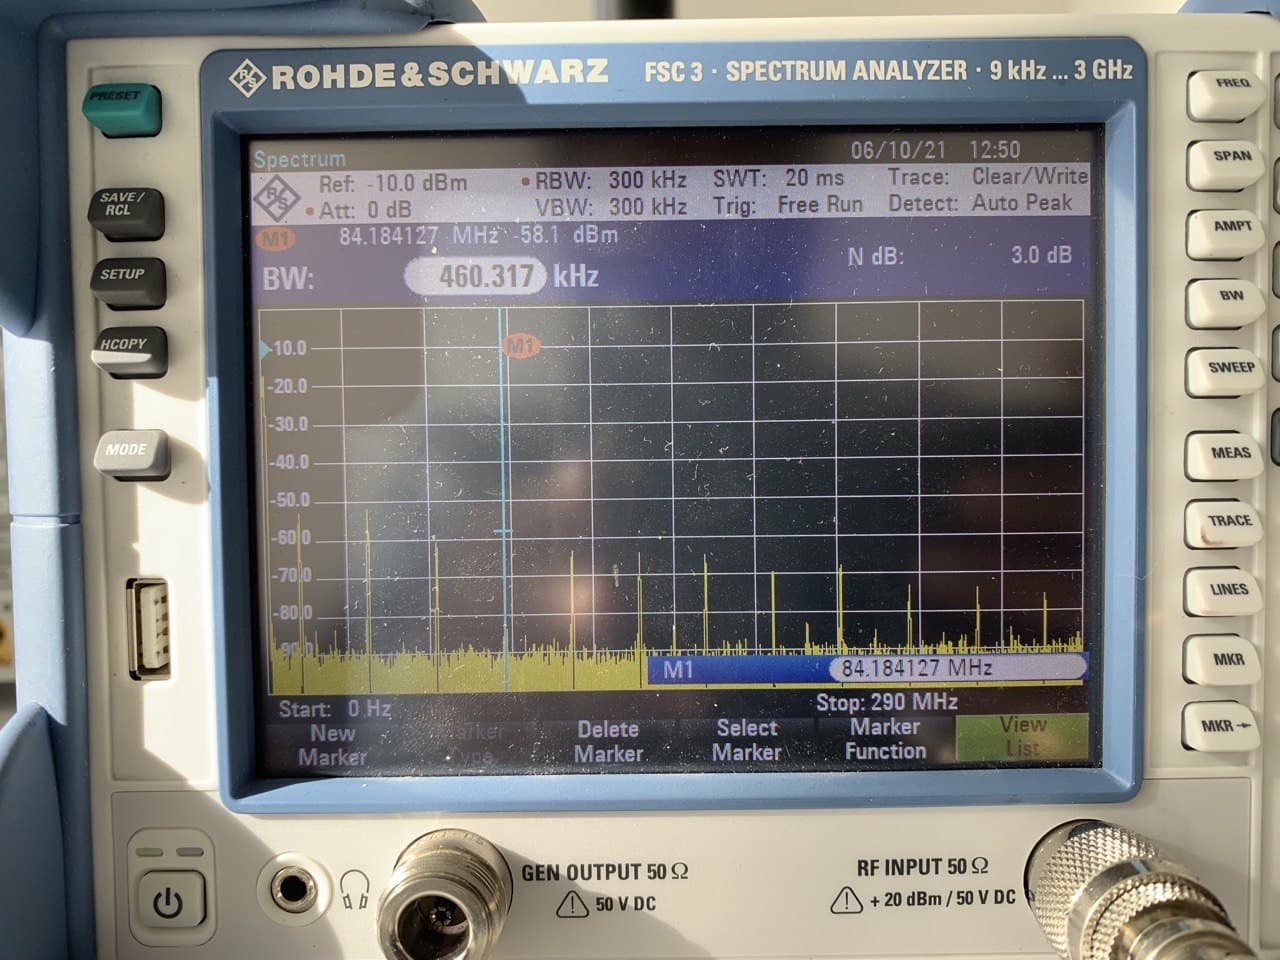 ROHDE & SCHWARZ FSC 3 · SPECTRUM ANALYZER · 9 kHz ... 3 GHz
PRESET
SAVE / RCL
SETUP
HCOPY
MODE
Spectrum 06/10/21 12:50
Ref: -10.0 dBm • RBW: 300 kHz SWT: 20 ms Trace: Clear/Write
• Att: 0 dB VBW: 300 kHz Trig: Free Run Detect: Auto Peak
M1 84.184127 MHz -58.1 dBm
BW: 460.317 kHz N dB: 3.0 dB
M1
-10.0
-20.0
-30.0
-40.0
-50.0
-60.0
-70.0
-80.0
-90.0
M1 84.184127 MHz
Start: 0 Hz Stop: 290 MHz
New Marker
Marker Type
Delete Marker
Select Marker
Marker Function
View List
FREQ
SPAN
AMPT
BW
SWEEP
MEAS
TRACE
LINES
MKR
MKR→
GEN OUTPUT 50 Ω
50 V DC
RF INPUT 50 Ω
+ 20 dBm / 50 V DC